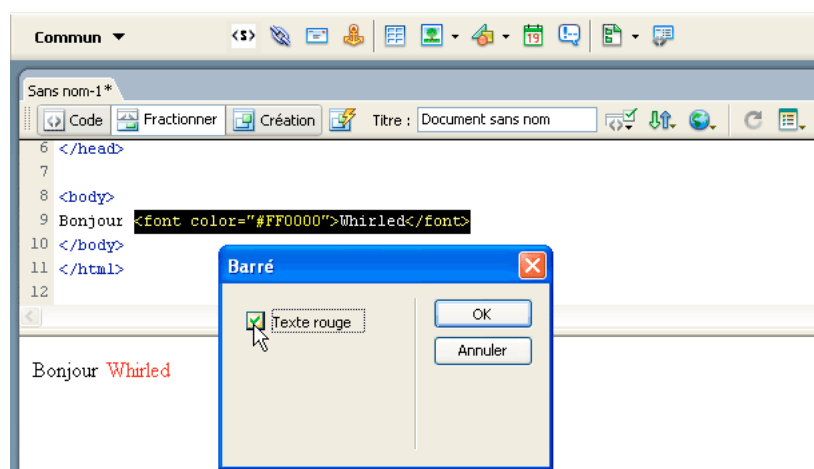 Commun
<S>
19
Sans nom-1*
Code Fractionner Création Titre : Document sans nom
6 </head>
7
8 <body>
9 Bonjour <font color="#FF0000">Whirled</font>
10 </body>
11 </html>
12
Barré
Texte rouge
OK
Annuler
Bonjour Whirled